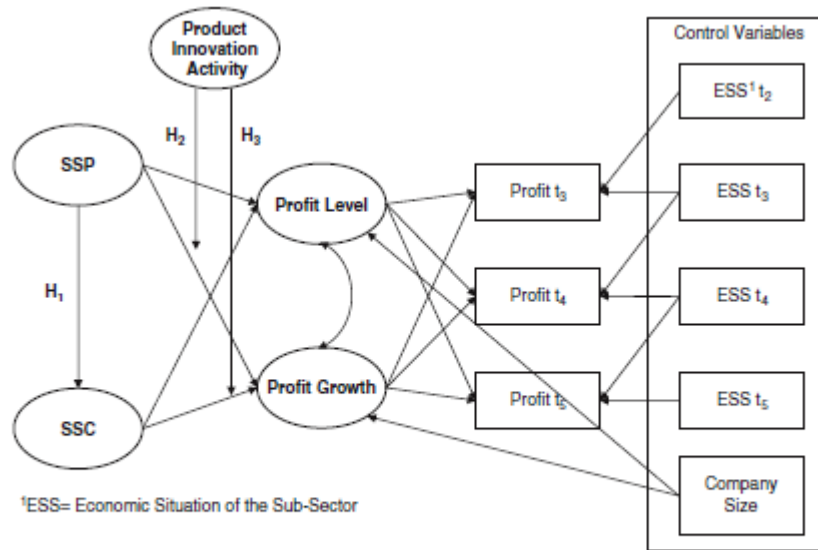 Product
Innovation
Activity
Control Variables
ESS¹ t₂
H₂
H₃
SSP
Profit Level
Profit t₃
ESS t₃
H₁
Profit t₄
ESS t₄
Profit Growth
Profit t₅
ESS t₅
SSC
Company
Size
¹ESS= Economic Situation of the Sub-Sector